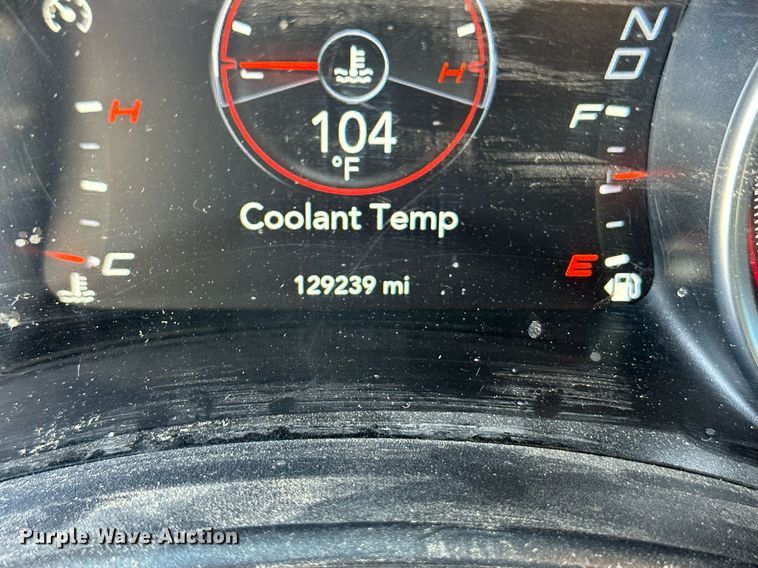 N
D
H
H
F
104
°F
Coolant Temp
C
E
129239 mi
Purple Wave Auction